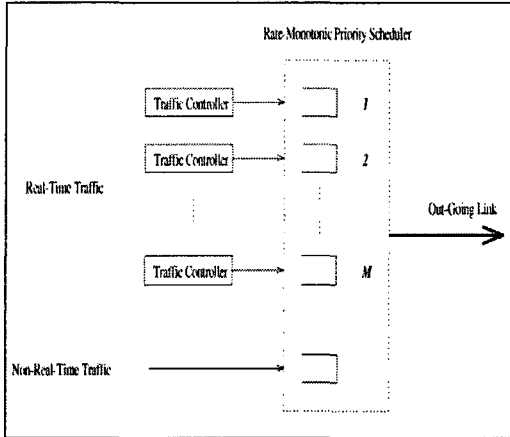 Rate-Monotonic Priority Scheduler
Traffic Controller
1
Traffic Controller
2
Real-Time Traffic
Out-Going Link
Traffic Controller
M
Non-Real-Time Traffic